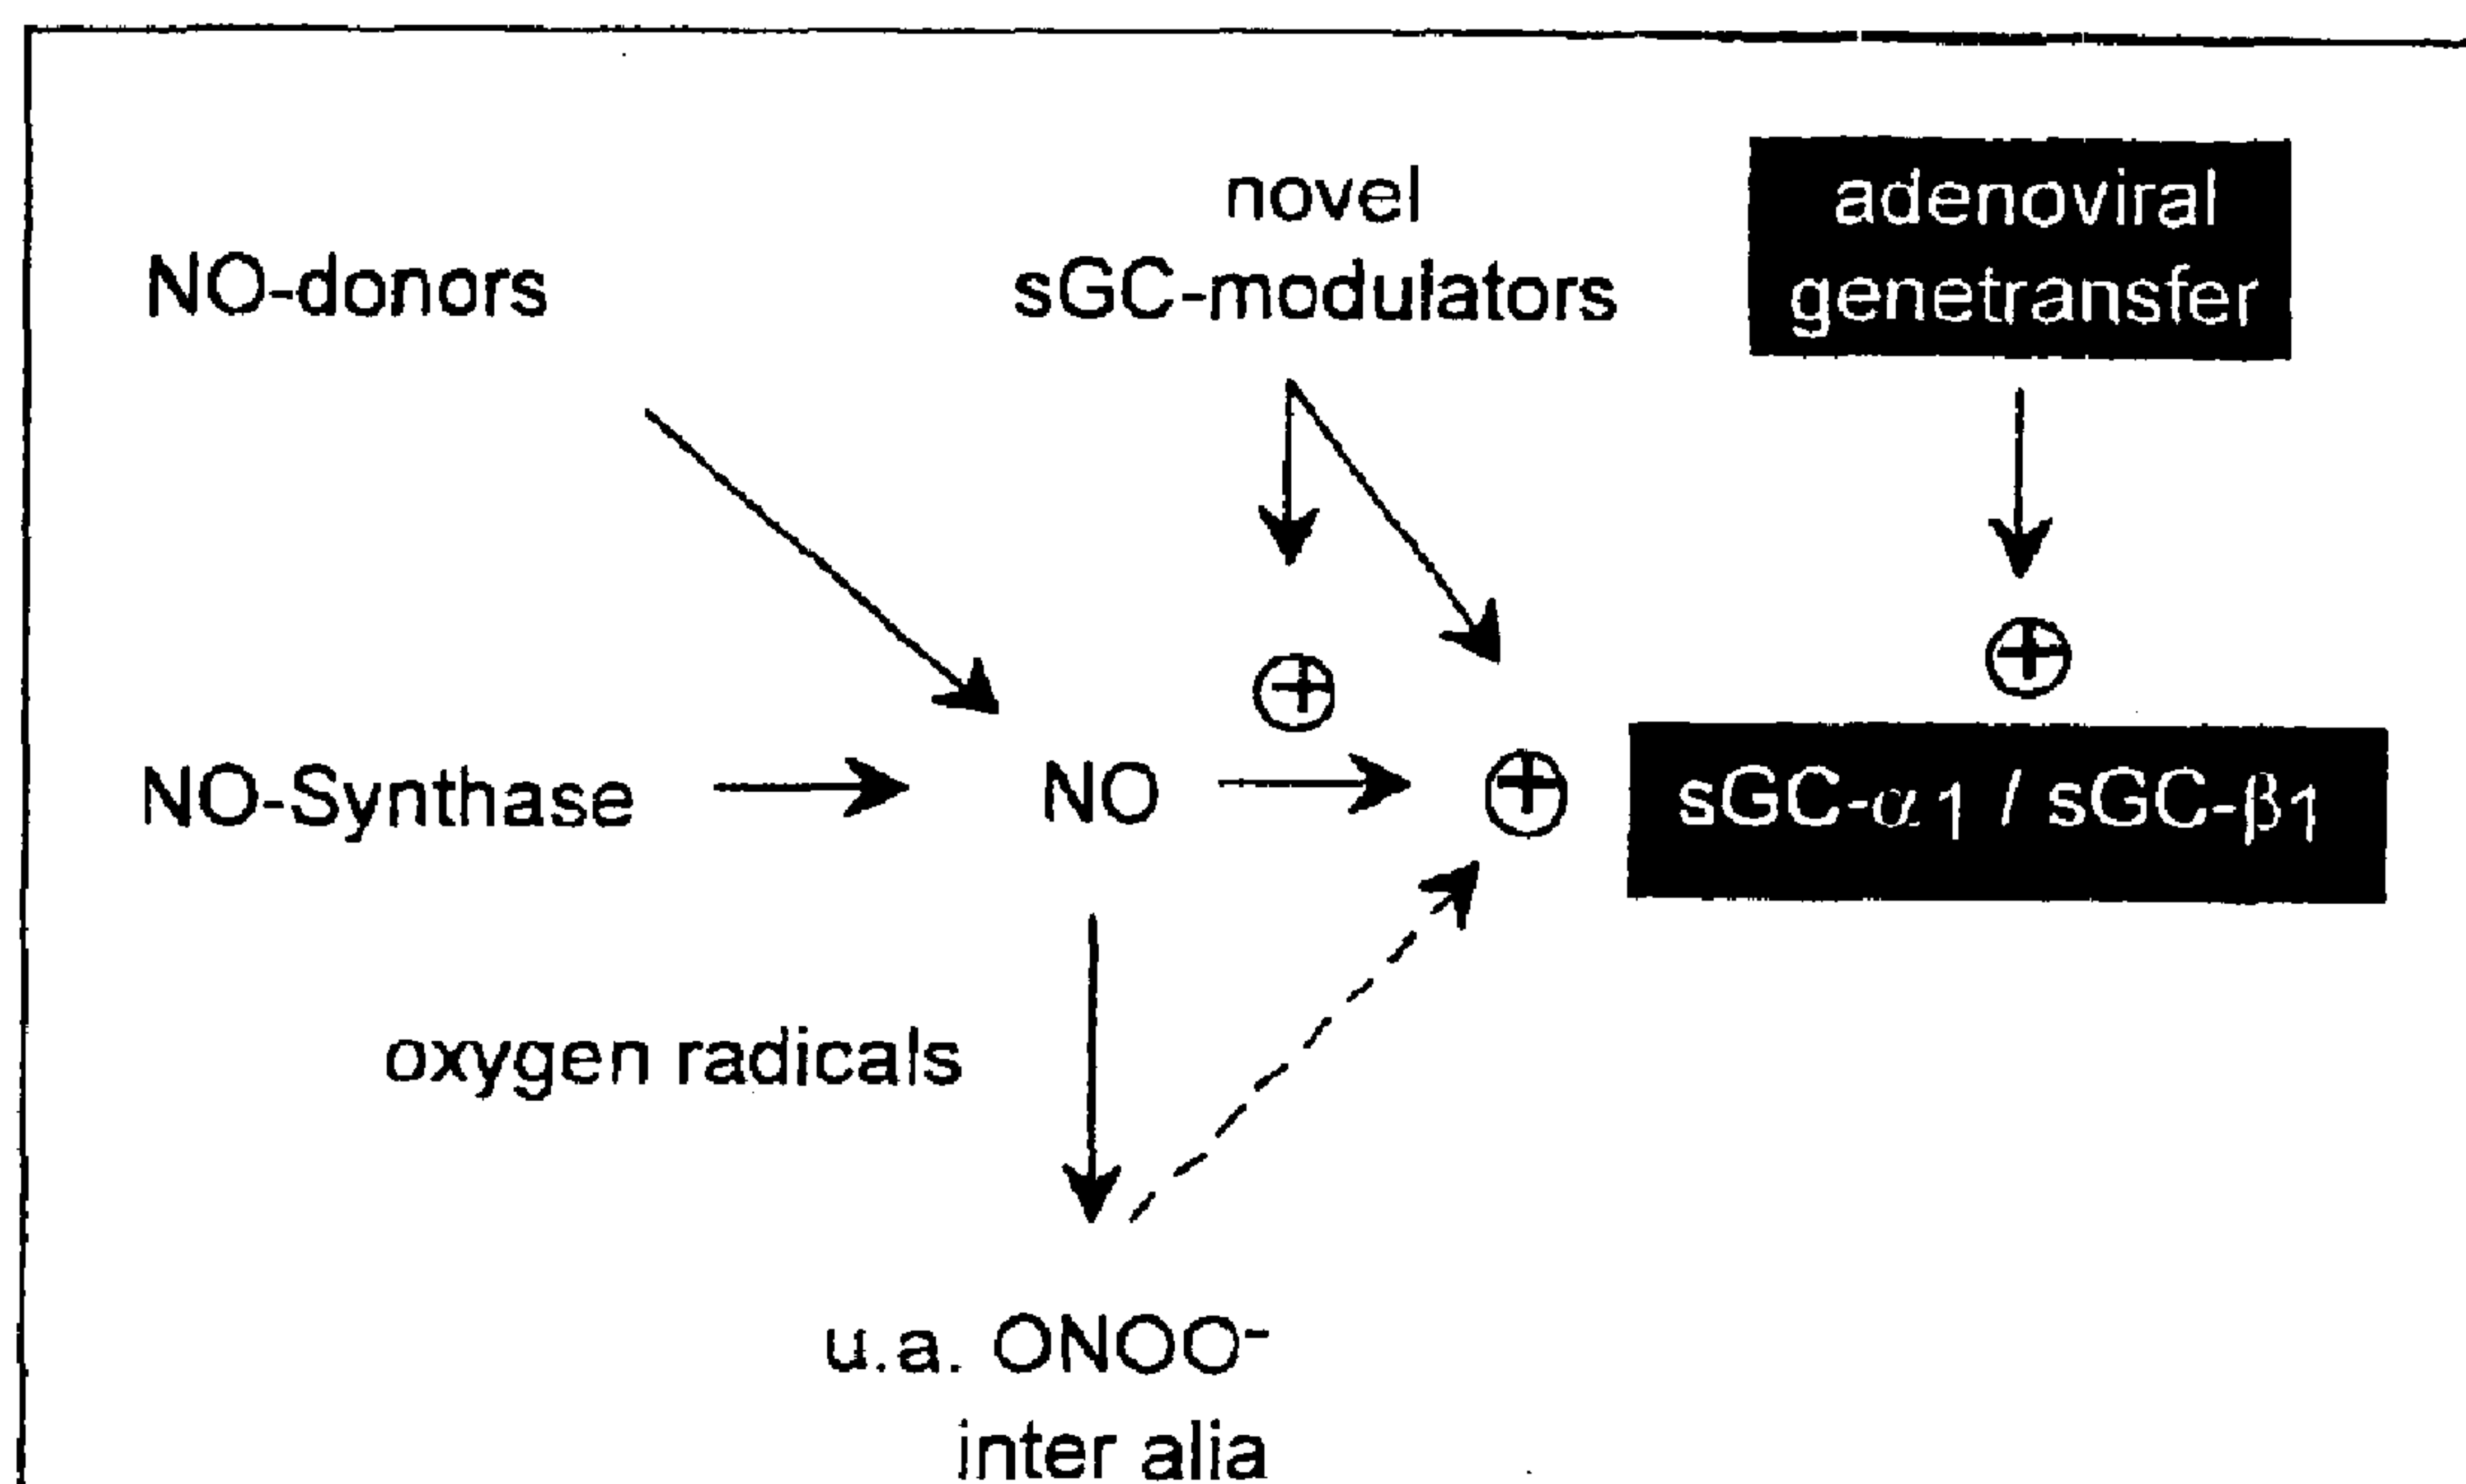 novel
NO-donors
sGC-modulators
adenoviral
genetransfer
NO-Synthase
NO
sGC-α1 / sGC-β1
oxygen radicals
u.a. ONOO⁻
inter alia